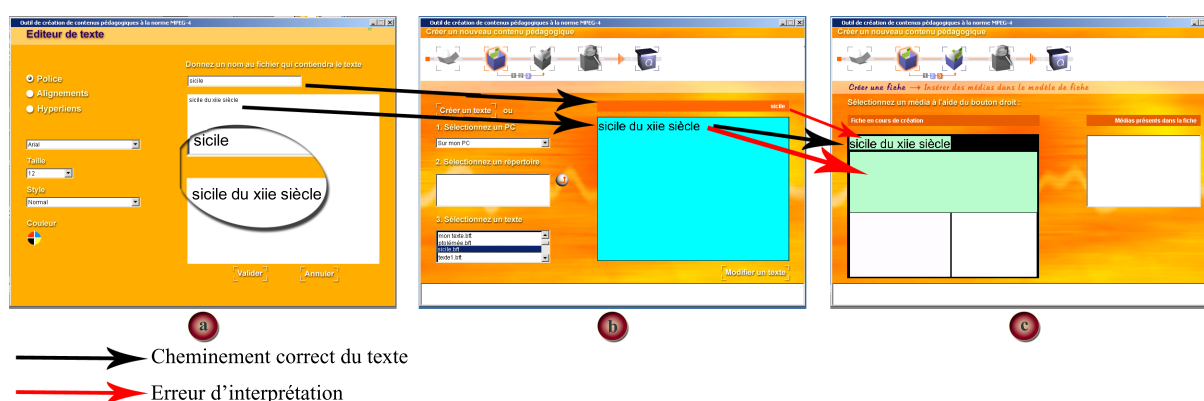 Outil de création de contenus pédagogiques à la norme MPEG-4
Editeur de texte
Donnez un nom au fichier qui contiendra le texte
sicile
Police
Alignements
Hyperliens
sicile du xiie siècle
Arial
Taille
12
Style
Normal
Couleur
sicile
sicile du xiie siècle
Valider
Annuler
a
Outil de création de contenus pédagogiques à la norme MPEG-4
Créer un nouveau contenu pédagogique
Créer un texte ou
sicile
1. Sélectionnez un PC
Sur mon PC
2. Sélectionnez un répertoire
3. Sélectionnez un texte
mon texte.bft
ptolémée.bft
sicile.bft
texte1.bft
sicile du xiie siècle
Modifier un texte
b
Outil de création de contenus pédagogiques à la norme MPEG-4
Créer un nouveau contenu pédagogique
Créer une fiche → Insérer des médias dans le modèle de fiche
Sélectionnez un média à l'aide du bouton droit :
Fiche en cours de création
Médias présents dans la fiche
sicile du xiie siècle
c
Cheminement correct du texte
Erreur d'interprétation